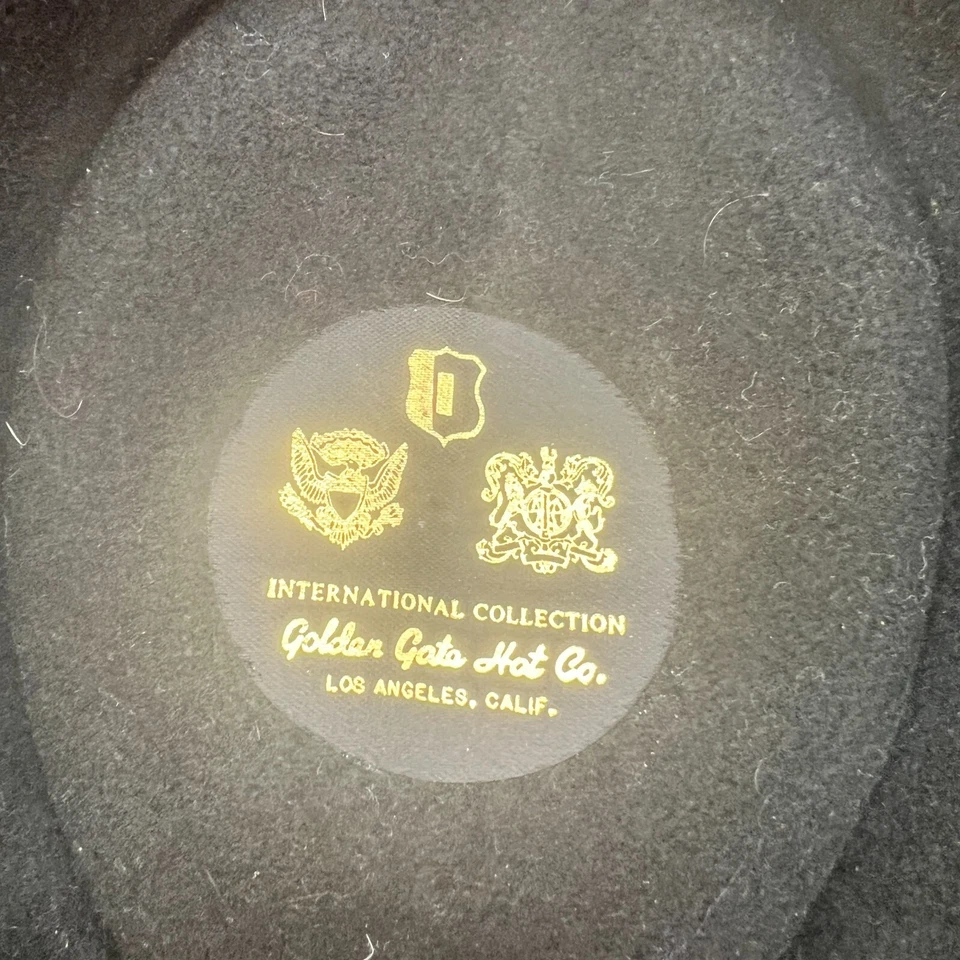 INTERNATIONAL COLLECTION
Golden Gate Hat Co.
LOS ANGELES, CALIF.